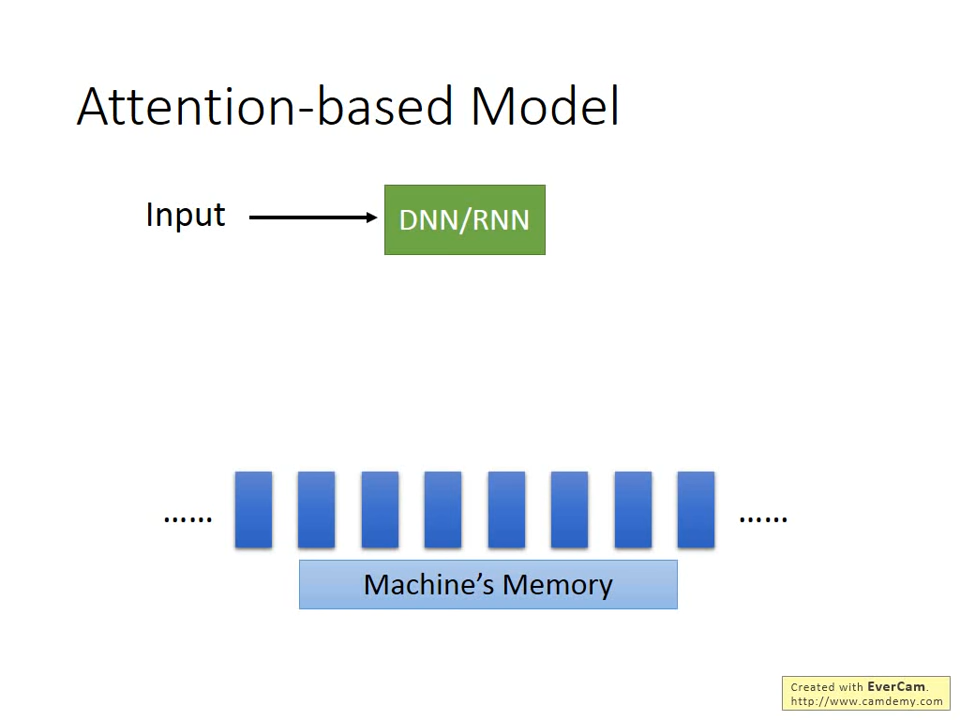 Attention-based Model
Input
DNN/RNN
…… ……
Machine's Memory
Created with EverCam.
http://www.camdemy.com